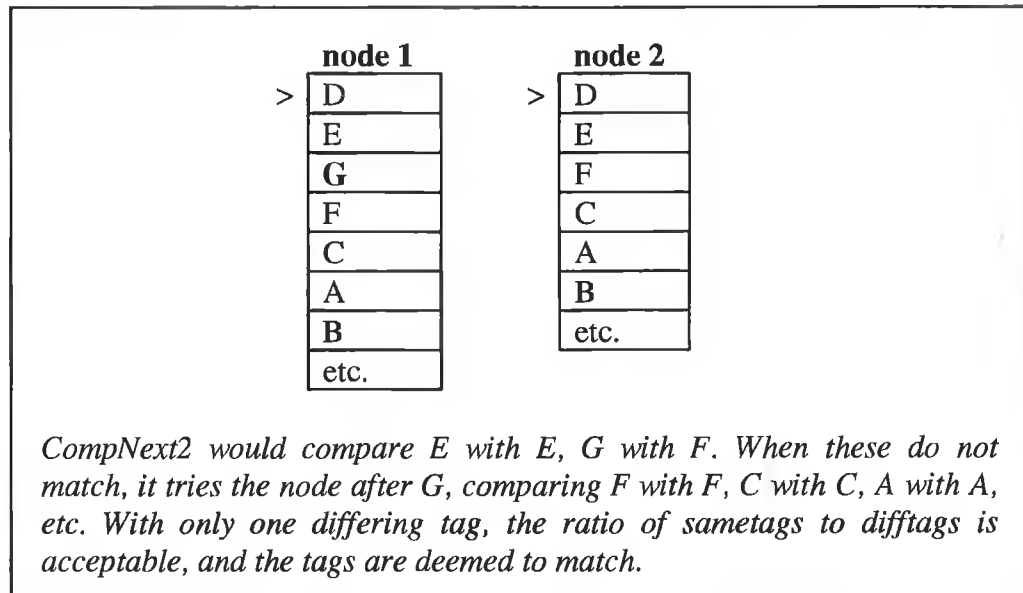 node 1 node 2
> D > D
E E
G F
F C
C A
A B
B etc.
etc.
CompNext2 would compare E with E, G with F. When these do not
match, it tries the node after G, comparing F with F, C with C, A with A,
etc. With only one differing tag, the ratio of sametags to difftags is
acceptable, and the tags are deemed to match.